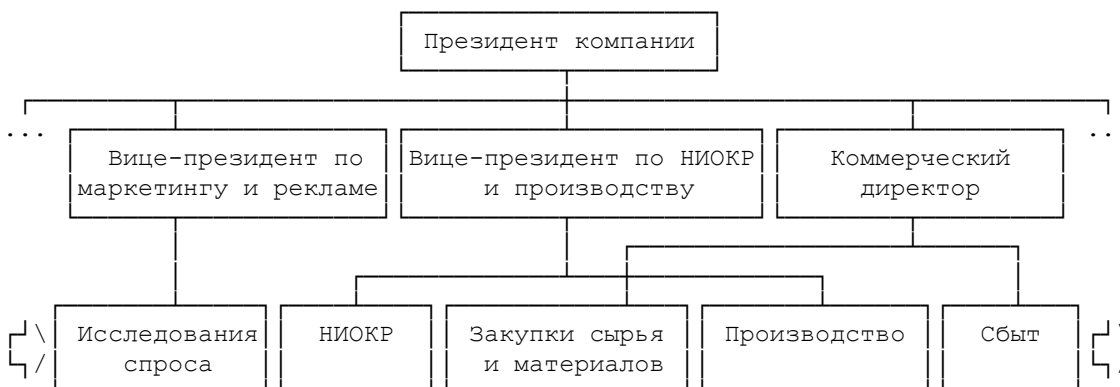 Президент компании
... ..
Вице-президент по
маркетингу и рекламе
Вице-президент по НИОКР
и производству
Коммерческий
директор
Исследования
спроса
НИОКР
Закупки сырья
и материалов
Производство
Сбыт